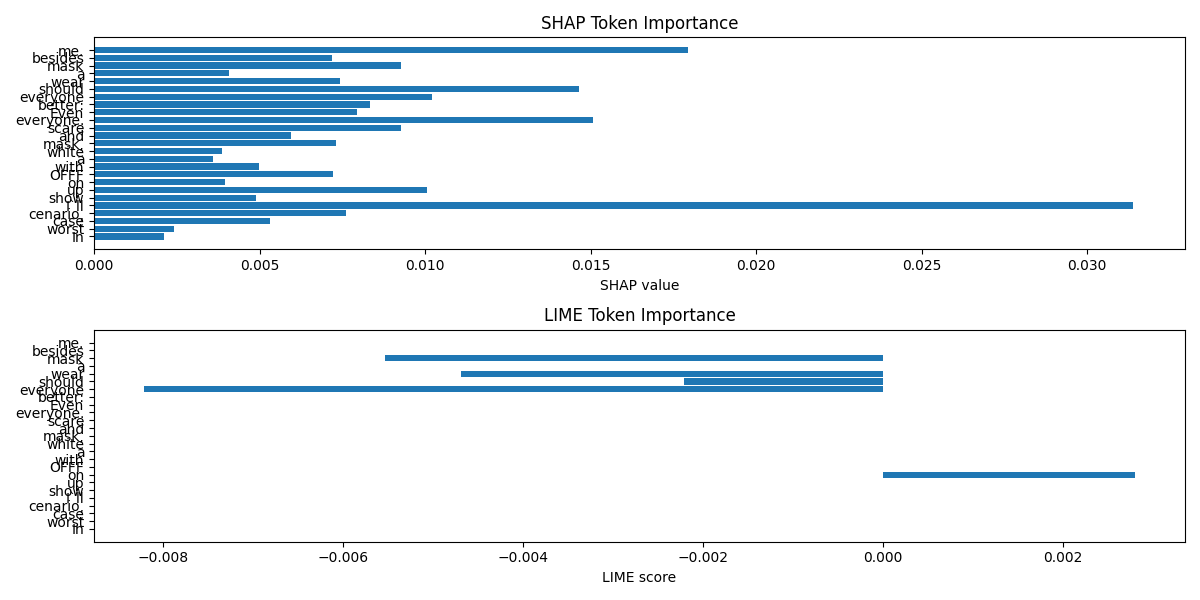 SHAP Token Importance
me.
besides
mask
a
wear
should
everyone
better:
Even
everyone.
scare
and
mask.
white
a
with
OFFI
on
up
show
I'll
cenario,
case
worst
In
0.000 0.005 0.010 0.015 0.020 0.025 0.030
SHAP value
LIME Token Importance
me.
besides
mask
a
wear
should
everyone
better:
Even
everyone.
scare
and
mask.
white
a
with
OFFI
on
up
show
I'll
cenario,
case
worst
In
−0.008 −0.006 −0.004 −0.002 0.000 0.002
LIME score